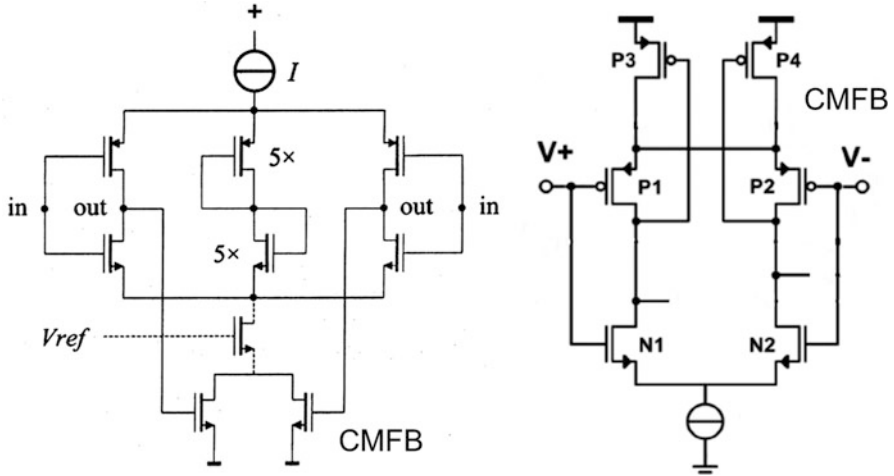 +
I
5×
in
out
out
in
5×
Vref
CMFB
P3
P4
CMFB
V+
V-
P1
P2
N1
N2